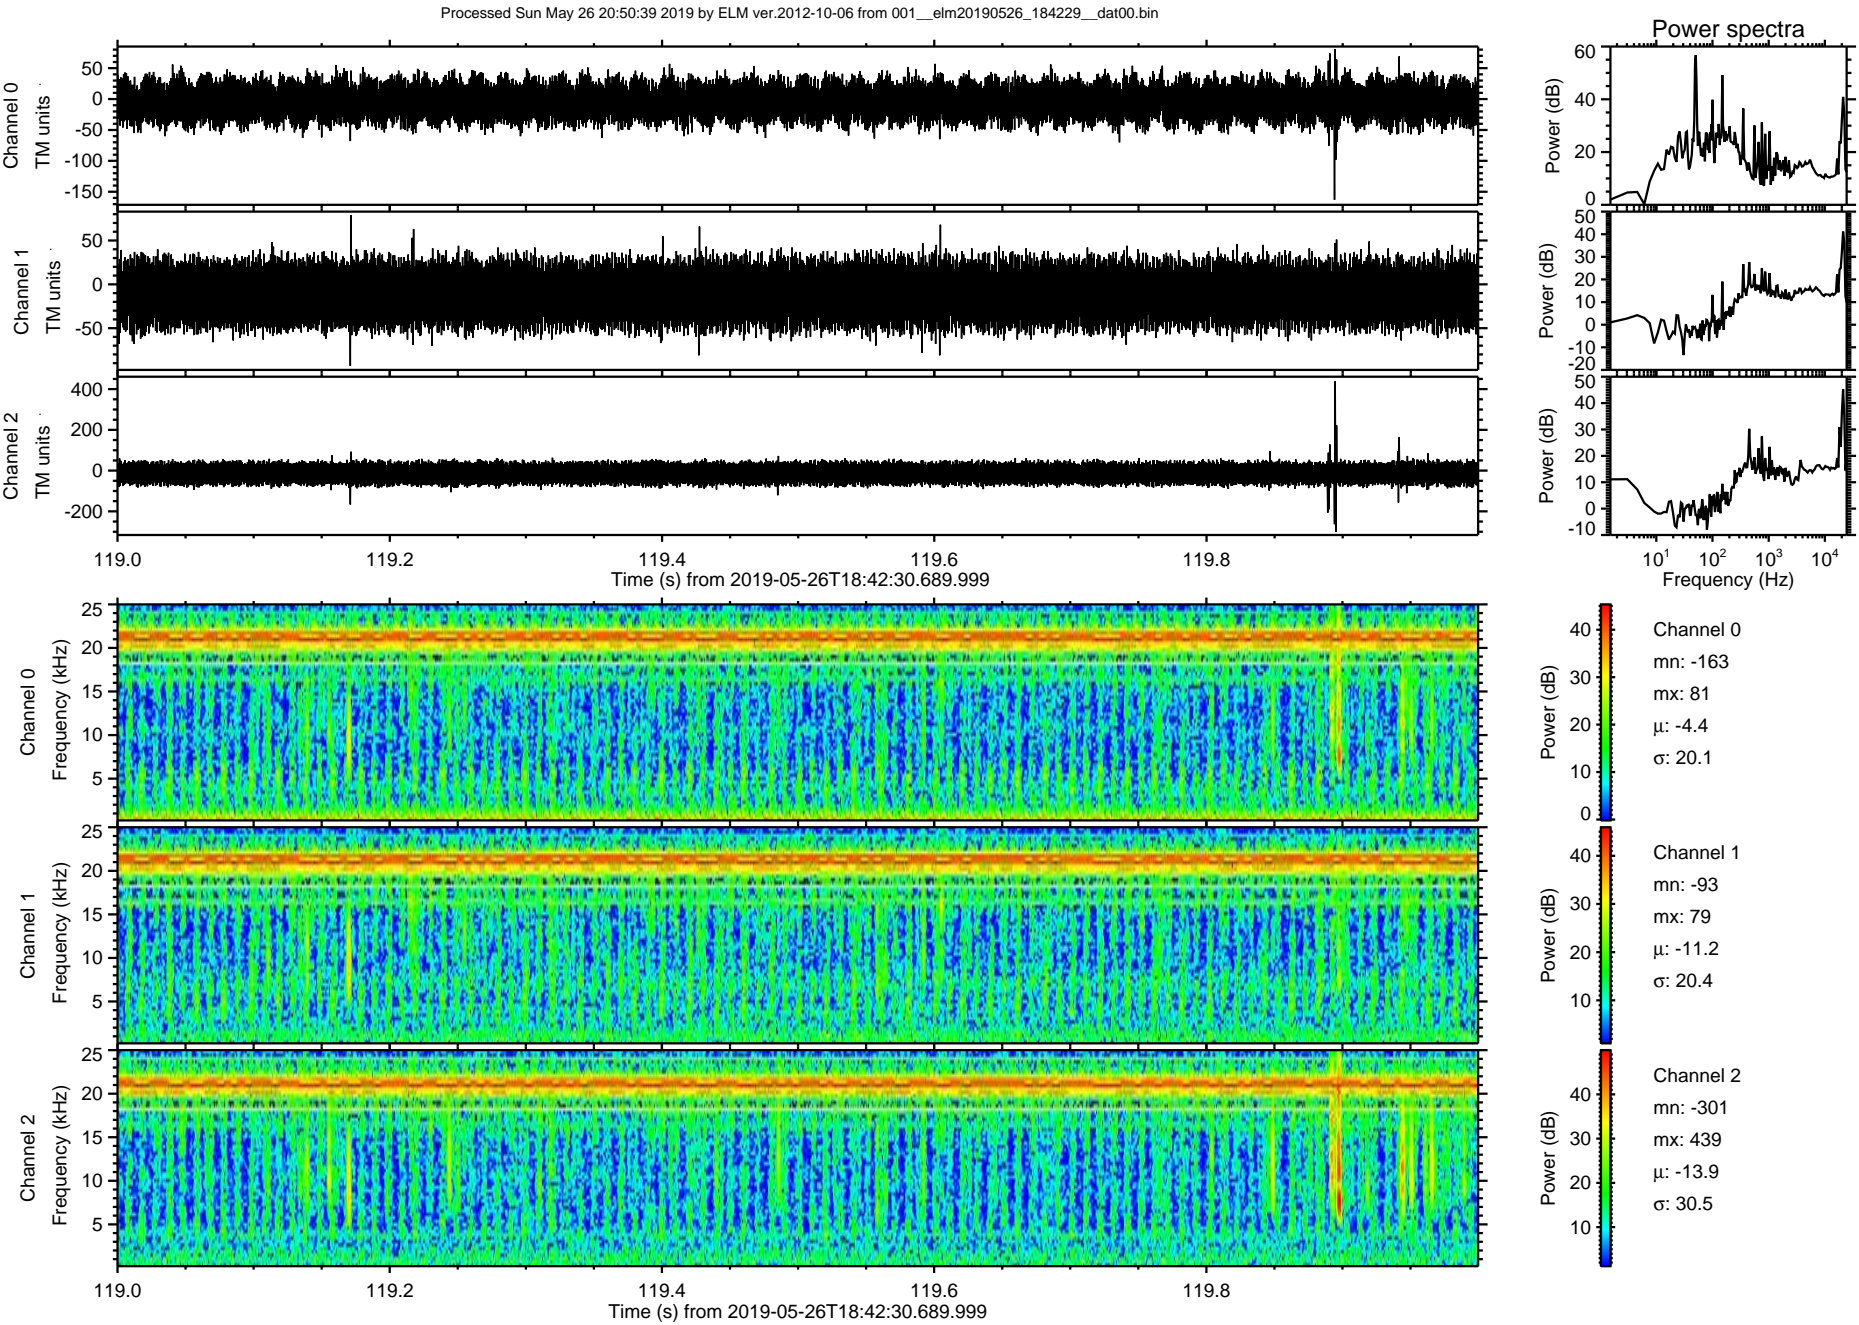 Processed Sun May 26 20:50:39 2019 by ELM ver.2012-10-06 from 001__elm20190526_184229__dat00.bin
Power spectra
Channel 0
TM units
50
0
-50
-100
-150
Power (dB)
60
40
20
0
Channel 1
TM units
50
0
-50
Power (dB)
50
40
30
20
10
0
-10
-20
Channel 2
TM units
400
200
0
-200
Power (dB)
50
40
30
20
10
0
-10
119.0 119.2 119.4 119.6 119.8
Time (s) from 2019-05-26T18:42:30.689.999
10¹ 10² 10³ 10⁴
Frequency (Hz)
Channel 0
Frequency (kHz)
25
20
15
10
5
Power (dB)
40
30
20
10
0
Channel 0
mn: -163
mx: 81
μ: -4.4
σ: 20.1
Channel 1
Frequency (kHz)
25
20
15
10
5
Power (dB)
40
30
20
10
Channel 1
mn: -93
mx: 79
μ: -11.2
σ: 20.4
Channel 2
Frequency (kHz)
25
20
15
10
5
Power (dB)
40
30
20
10
Channel 2
mn: -301
mx: 439
μ: -13.9
σ: 30.5
119.0 119.2 119.4 119.6 119.8
Time (s) from 2019-05-26T18:42:30.689.999